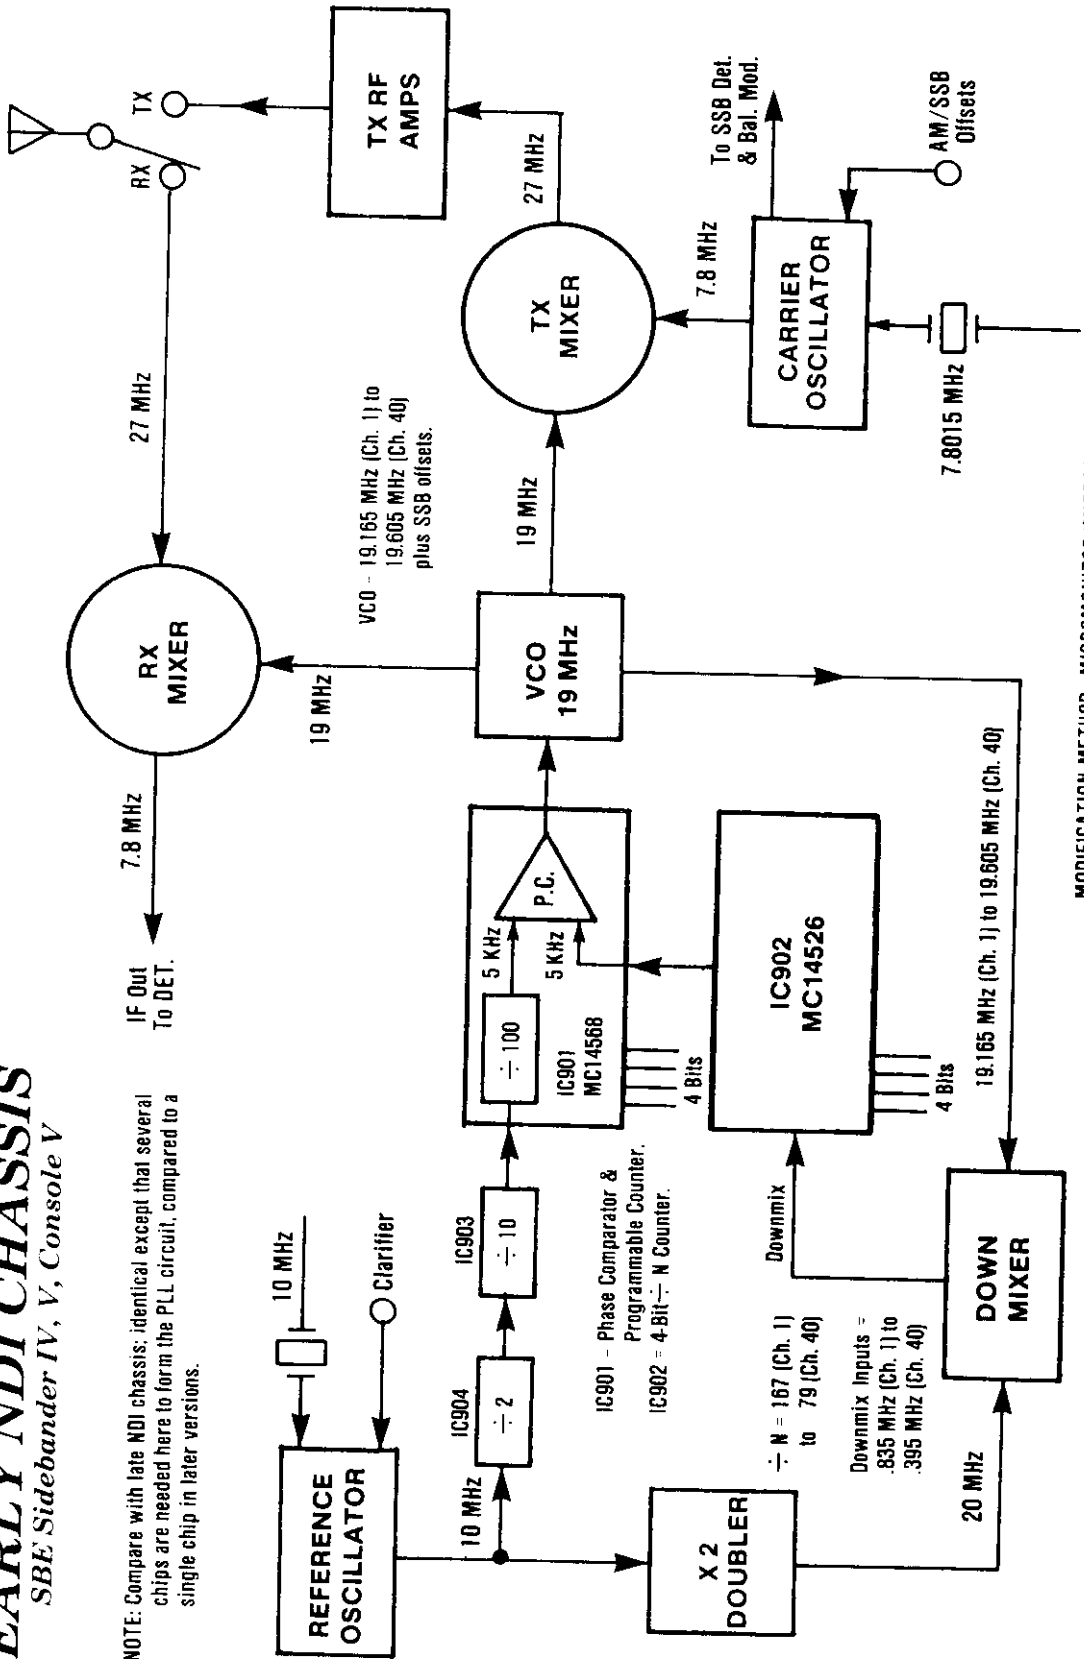 EARLY NDI CHASSIS
SBE Sidebander IV, V, Console V
NOTE: Compare with late NDI chassis; identical except that several
chips are needed here to form the PLL circuit, compared to a
single chip in later versions.
IF Out
To DET.
7.8 MHz
RX
MIXER
27 MHz
RX
TX
TX RF
AMPS
27 MHz
19 MHz
VCO - 19.165 MHz (Ch. 1) to
19.605 MHz (Ch. 40)
plus SSB offsets.
10 MHz
Clarifier
REFERENCE
OSCILLATOR
10 MHz
IC904
÷ 2
IC903
÷ 10
÷ 100
5 KHz
5 KHz
P.C.
IC901
MC14568
4 Bits
VCO
19 MHz
19 MHz
TX
MIXER
7.8 MHz
To SSB Det.
& Bal. Mod.
CARRIER
OSCILLATOR
AM/SSB
Offsets
7.8015 MHz
IC901 - Phase Comparator &
Programmable Counter.
IC902 = 4-Bit ÷ N Counter.
IC902
MC14526
4 Bits
X 2
DOUBLER
÷ N = 167 (Ch. 1)
to 79 (Ch. 40)
Downmix Inputs =
.835 MHz (Ch. 1) to
.395 MHz (Ch. 40)
20 MHz
Downmix
DOWN
MIXER
19.165 MHz (Ch. 1) to 19.605 MHz (Ch. 40)
MODIFICATION METHOD